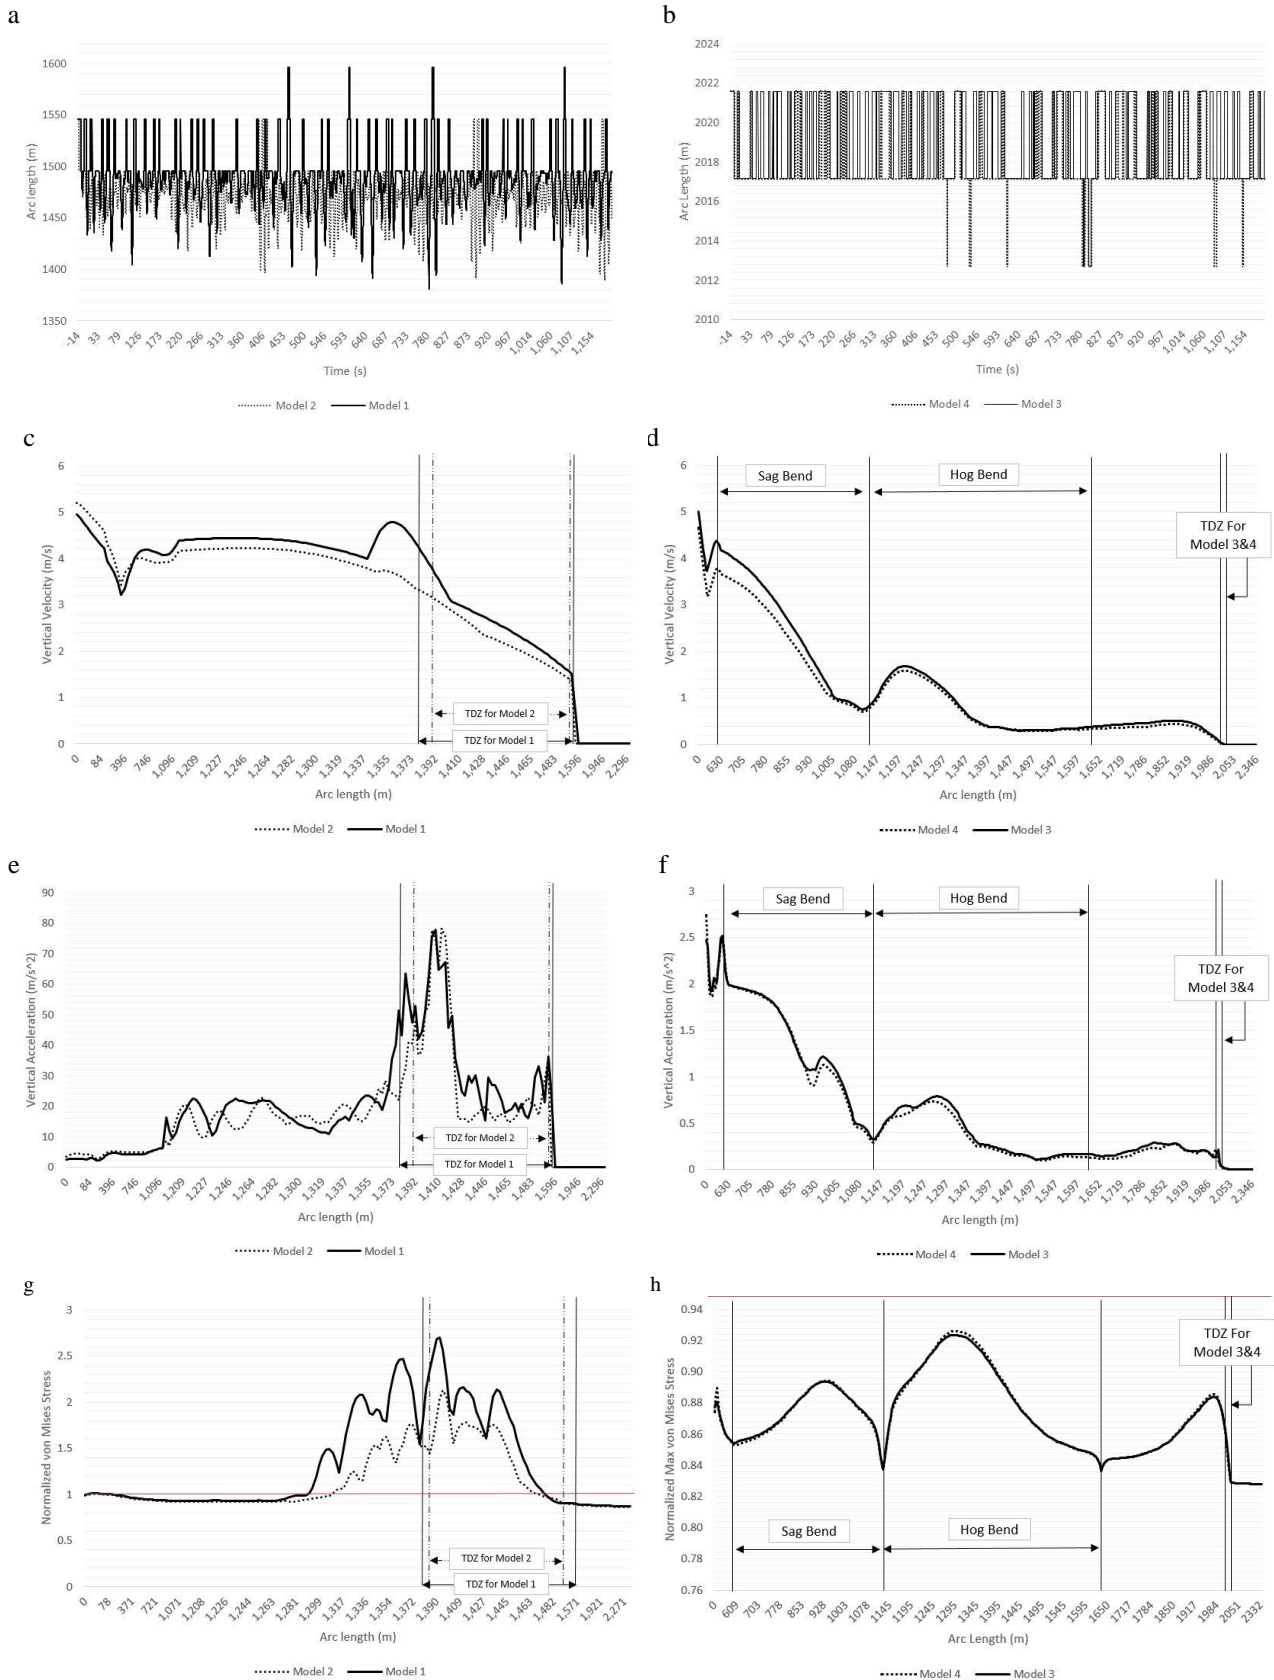 a
1600
1550
1500
1450
1400
1350
Arc length (m)
-14 33 79 126 173 220 266 313 360 406 453 500 546 593 640 687 733 780 826 873 920 967 1,014 1,060 1,107 1,154
Time (s)
Model 2 Model 1
b
2024
2022
2020
2018
2016
2014
2012
2010
Arc Length (m)
-14 33 79 126 173 220 266 313 360 406 453 500 546 593 640 687 733 780 826 873 920 967 1,014 1,060 1,107 1,154
Time (s)
Model 4 Model 3
c
6
5
4
3
2
1
0
Vertical Velocity (m/s)
TDZ for Model 2
TDZ for Model 1
0 84 396 746 1,096 1,209 1,227 1,246 1,264 1,282 1,300 1,319 1,337 1,355 1,373 1,392 1,410 1,428 1,446 1,465 1,483 1,596 1,946 2,296
Arc length (m)
Model 2 Model 1
d
6
5
4
3
2
1
0
Vertical Velocity (m/s)
Sag Bend
Hog Bend
TDZ For
Model 3&4
0 630 705 780 855 930 1,005 1,080 1,147 1,197 1,247 1,297 1,347 1,397 1,447 1,497 1,547 1,597 1,652 1,719 1,786 1,852 1,919 1,986 2,053 2,346
Arc length (m)
Model 4 Model 3
e
90
80
70
60
50
40
30
20
10
0
Vertical Acceleration (m/s^2)
TDZ for Model 2
TDZ for Model 1
0 84 396 746 1,096 1,209 1,227 1,246 1,264 1,282 1,300 1,319 1,337 1,355 1,373 1,392 1,410 1,428 1,446 1,465 1,483 1,596 1,946 2,296
Arc length (m)
Model 2 Model 1
f
3
2.5
2
1.5
1
0.5
0
Vertical Acceleration (m/s^2)
Sag Bend
Hog Bend
TDZ For
Model 3&4
0 630 705 780 855 930 1,005 1,080 1,147 1,197 1,247 1,297 1,347 1,397 1,447 1,497 1,547 1,597 1,652 1,719 1,786 1,852 1,919 1,986 2,053 2,346
Arc length (m)
Model 4 Model 3
g
3
2.5
2
1.5
1
0.5
0
Normalized von Mises Stress
TDZ for Model 2
TDZ for Model 1
0 78 371 721 1,071 1,208 1,226 1,244 1,263 1,281 1,299 1,317 1,336 1,354 1,372 1,390 1,409 1,427 1,445 1,463 1,482 1,571 1,921 2,271
Arc length (m)
Model 2 Model 1
h
0.94
0.92
0.90
0.88
0.86
0.84
0.82
0.80
0.78
0.76
Normalized Max von Mises Stress
TDZ For
Model 3&4
Sag Bend
Hog Bend
0 609 703 778 853 928 1003 1078 1145 1195 1245 1295 1345 1395 1445 1495 1545 1595 1650 1717 1784 1850 1917 1984 2051 2332
Arc Length (m)
Model 4 Model 3